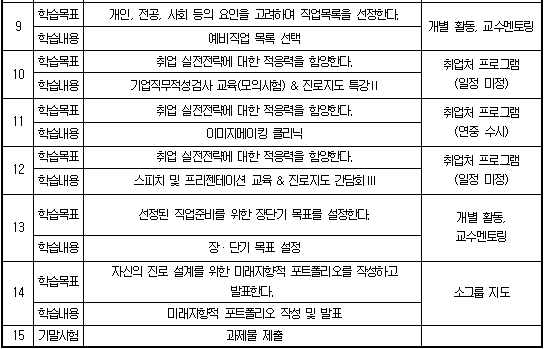 9 학습목표 개인, 전공, 사회 등의 요인을 고려하여 직업목록을 선정한다. 개별 활동, 교수멘토링
학습내용 예비직업 목록 선택
10 학습목표 취업 실전전략에 대한 적응력을 함양한다. 취업처 프로그램
학습내용 기업직무적성검사 교육(모의시험) & 진로지도 특강Ⅱ (일정 미정)
11 학습목표 취업 실전전략에 대한 적응력을 함양한다. 취업처 프로그램
학습내용 이미지메이킹 클리닉 (연중 수시)
12 학습목표 취업 실전전략에 대한 적응력을 함양한다. 취업처 프로그램
학습내용 스피치 및 프리젠테이션 교육 & 진로지도 간담회Ⅲ (일정 미정)
13 학습목표 선정된 직업준비를 위한 장단기 목표를 설정한다. 개별 활동,
교수멘토링
학습내용 장·단기 목표 설정
14 학습목표 자신의 진로 설계를 위한 미래지향적 포트폴리오를 작성하고
발표한다. 소그룹 지도
학습내용 미래지향적 포트폴리오 작성 및 발표
15 기말시험 과제물 제출